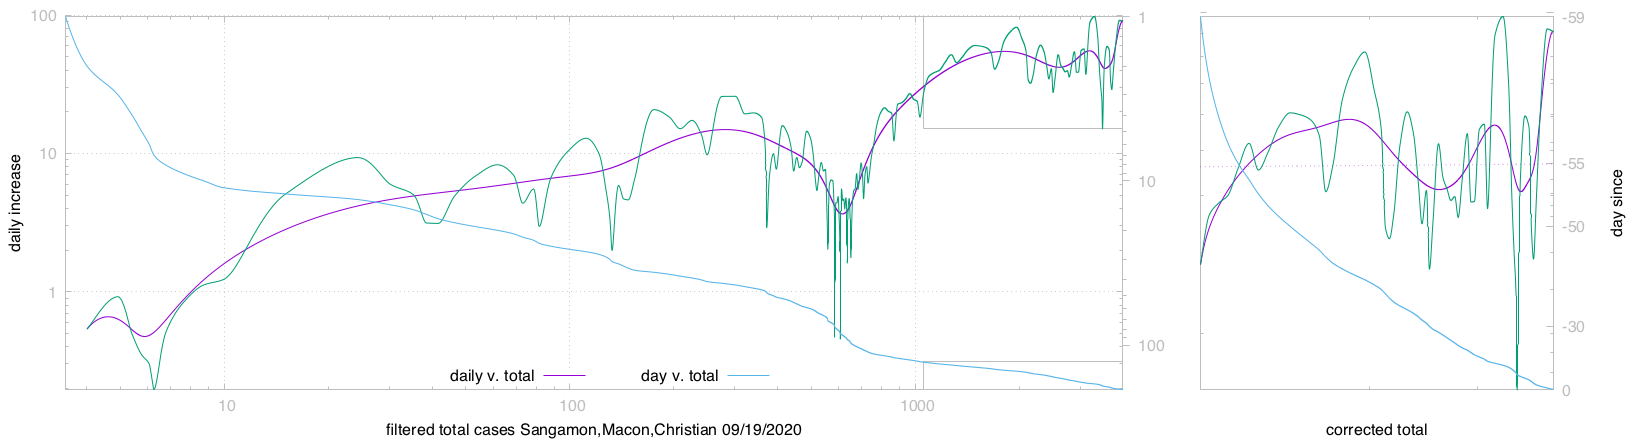 100
10
1
daily increase
10
100
1000
1
10
100
daily v. total
day v. total
filtered total cases Sangamon,Macon,Christian 09/19/2020
-59
-55
-50
-30
0
day since
corrected total